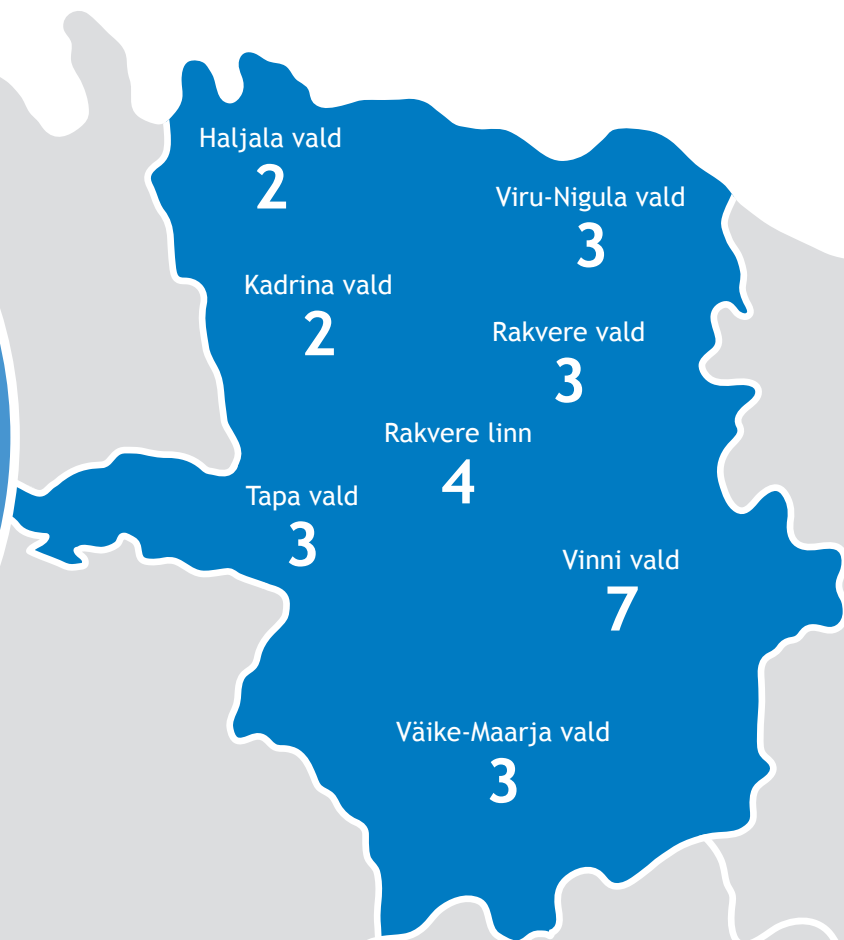 Haljala vald
2
Viru-Nigula vald
3
Kadrina vald
2
Rakvere vald
3
Rakvere linn
4
Tapa vald
3
Vinni vald
7
Väike-Maarja vald
3